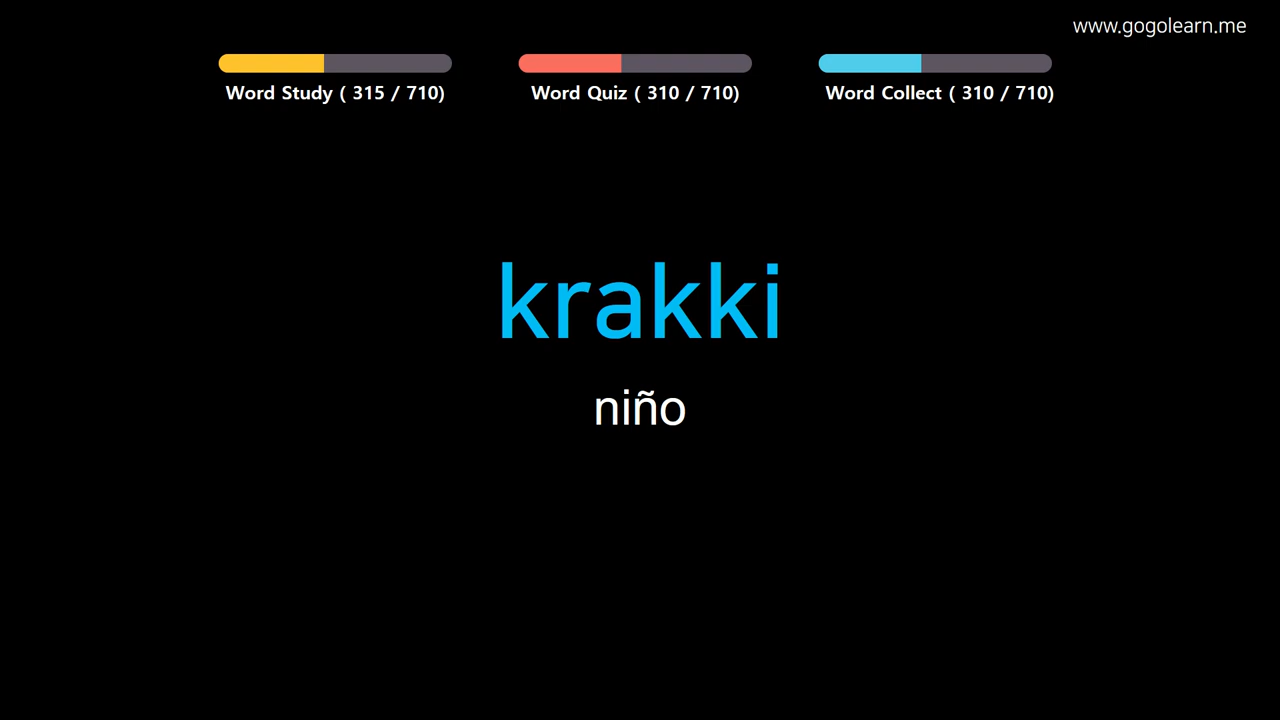 www.gogolearn.me
Word Study ( 315 / 710)
Word Quiz ( 310 / 710)
Word Collect ( 310 / 710)
krakki
niño